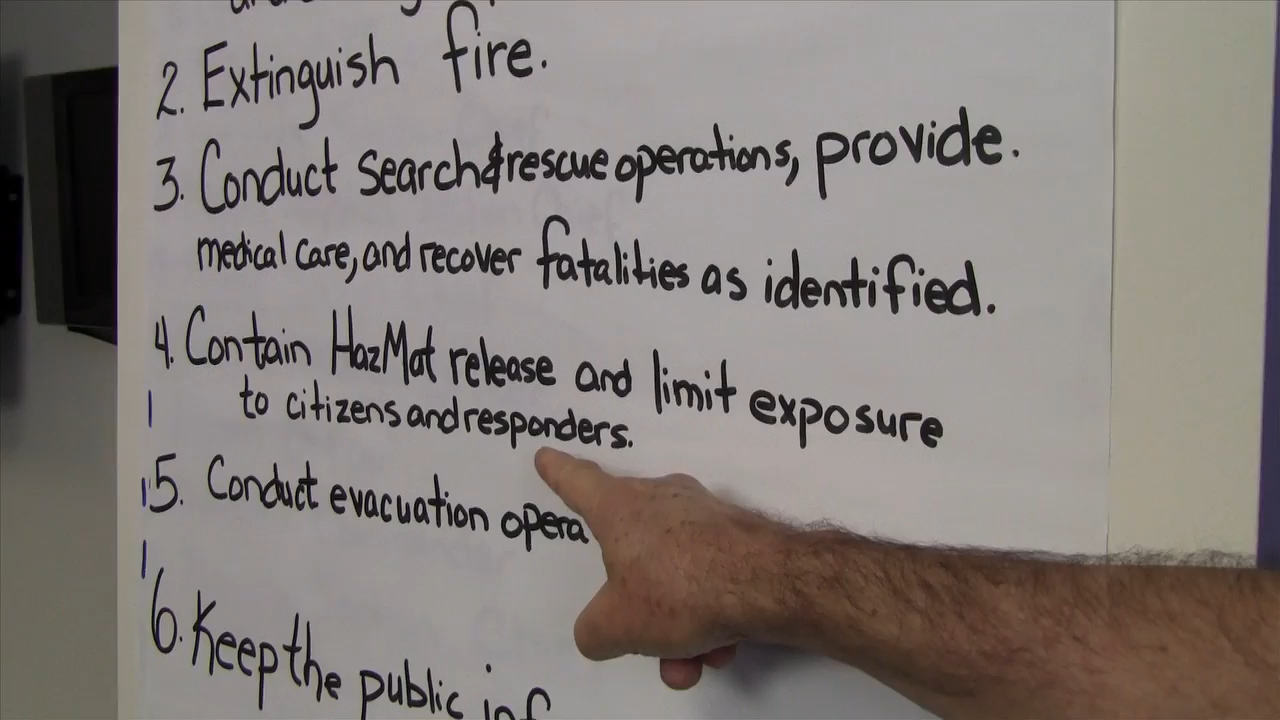 2. Extinguish fire.
3. Conduct search & rescue operations, provide.
medical care, and recover fatalities as identified.
4. Contain HazMat release and limit exposure
to citizens and responders.
5. Conduct evacuation opera
6. Keep the public inf